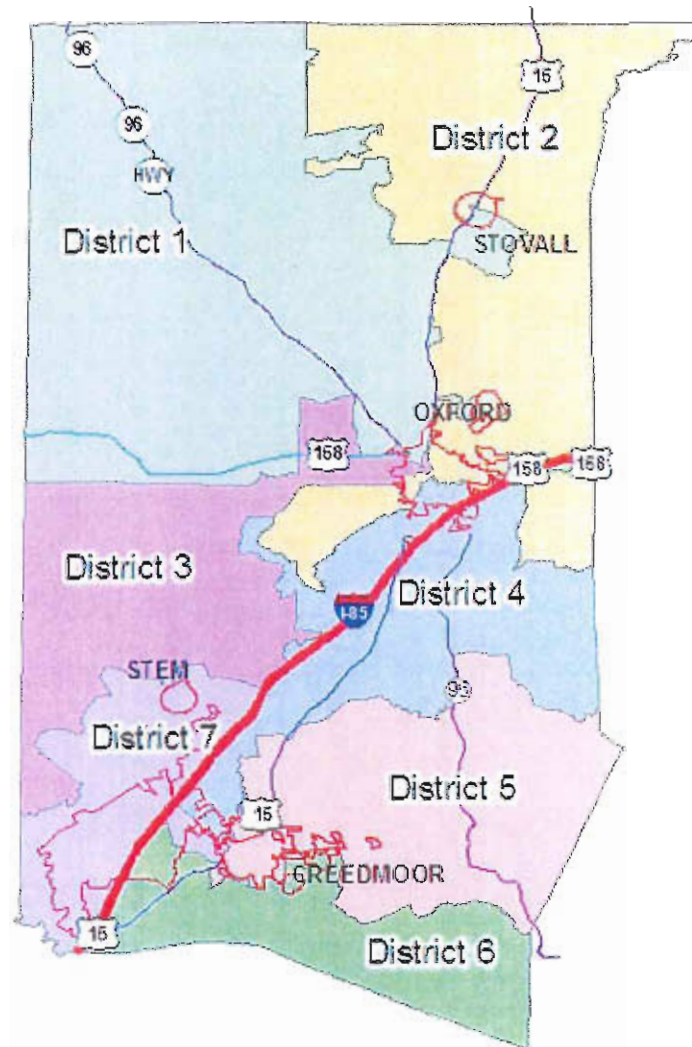 96
15
96
District 2
HWY
District 1
STOVALL
OXFORD
158
158
158
District 3
District 4
I-85
STEM
95
District 7
District 5
15
CREEDMOOR
15
District 6